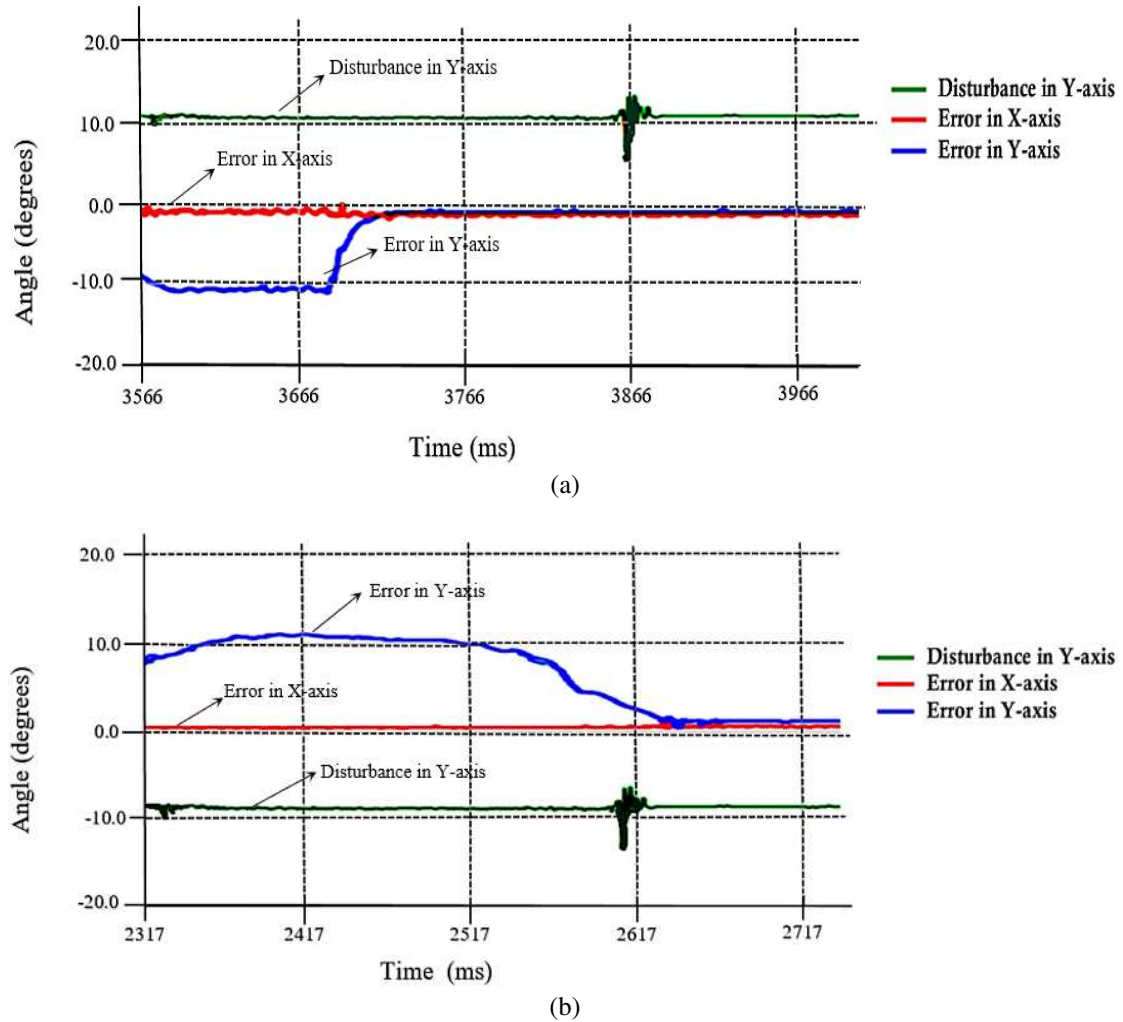 20.0
Disturbance in Y-axis
10.0
Error in X-axis
0.0
Error in Y-axis
-10.0
-20.0
Angle (degrees)
3566 3666 3766 3866 3966
Time (ms)
Disturbance in Y-axis
Error in X-axis
Error in Y-axis
(a)
20.0
Error in Y-axis
10.0
Error in X-axis
0.0
Disturbance in Y-axis
-10.0
-20.0
Angle (degrees)
2317 2417 2517 2617 2717
Time (ms)
Disturbance in Y-axis
Error in X-axis
Error in Y-axis
(b)